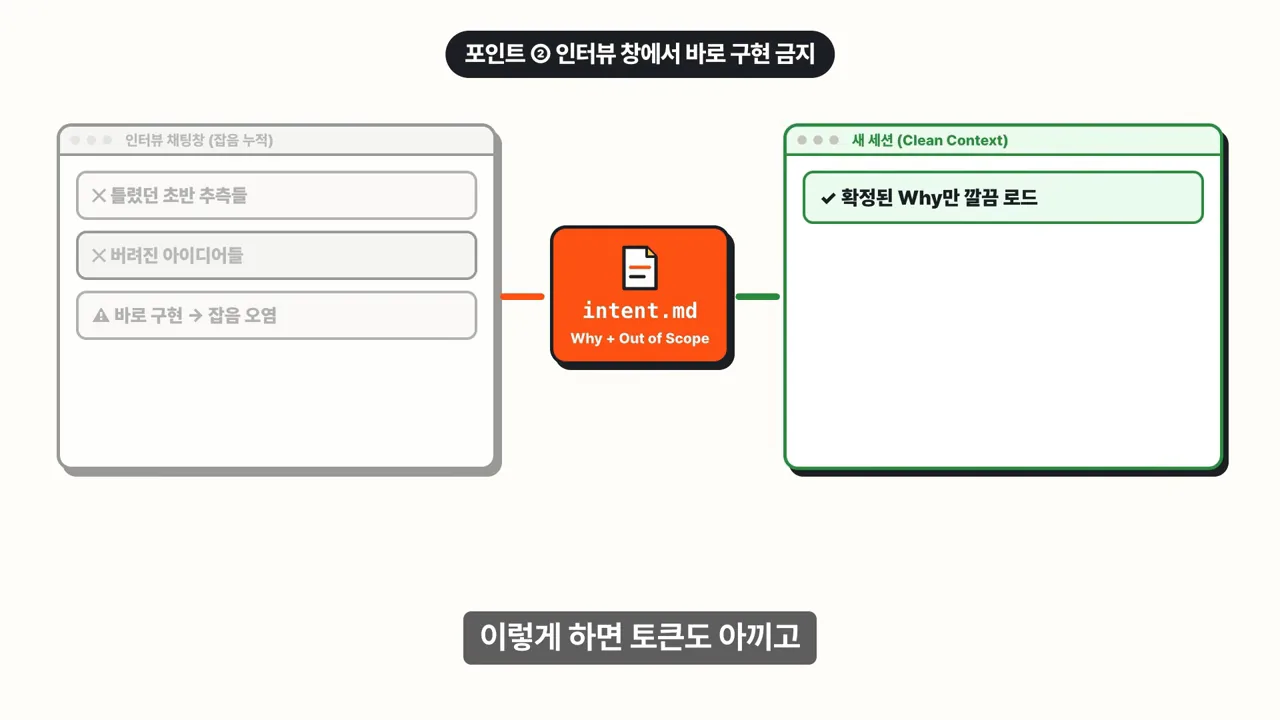 포인트 ② 인터뷰 창에서 바로 구현 금지
인터뷰 채팅창 (잡음 누적)
✕ 틀렸던 초반 추측들
✕ 버려진 아이디어들
⚠ 바로 구현 → 잡음 오염
intent.md
Why + Out of Scope
새 세션 (Clean Context)
✔ 확정된 Why만 깔끔 로드
이렇게 하면 토큰도 아끼고